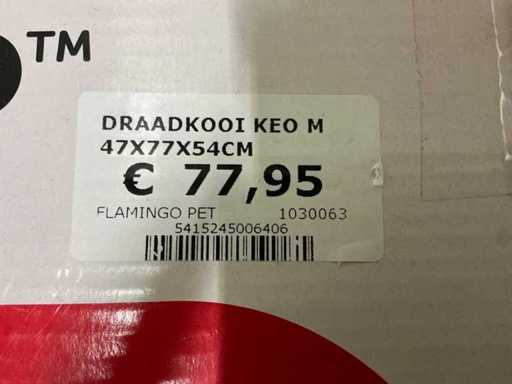 TM
DRAADKOOI KEO M
47X77X54CM
€ 77,95
FLAMINGO PET 1030063
5415245006406